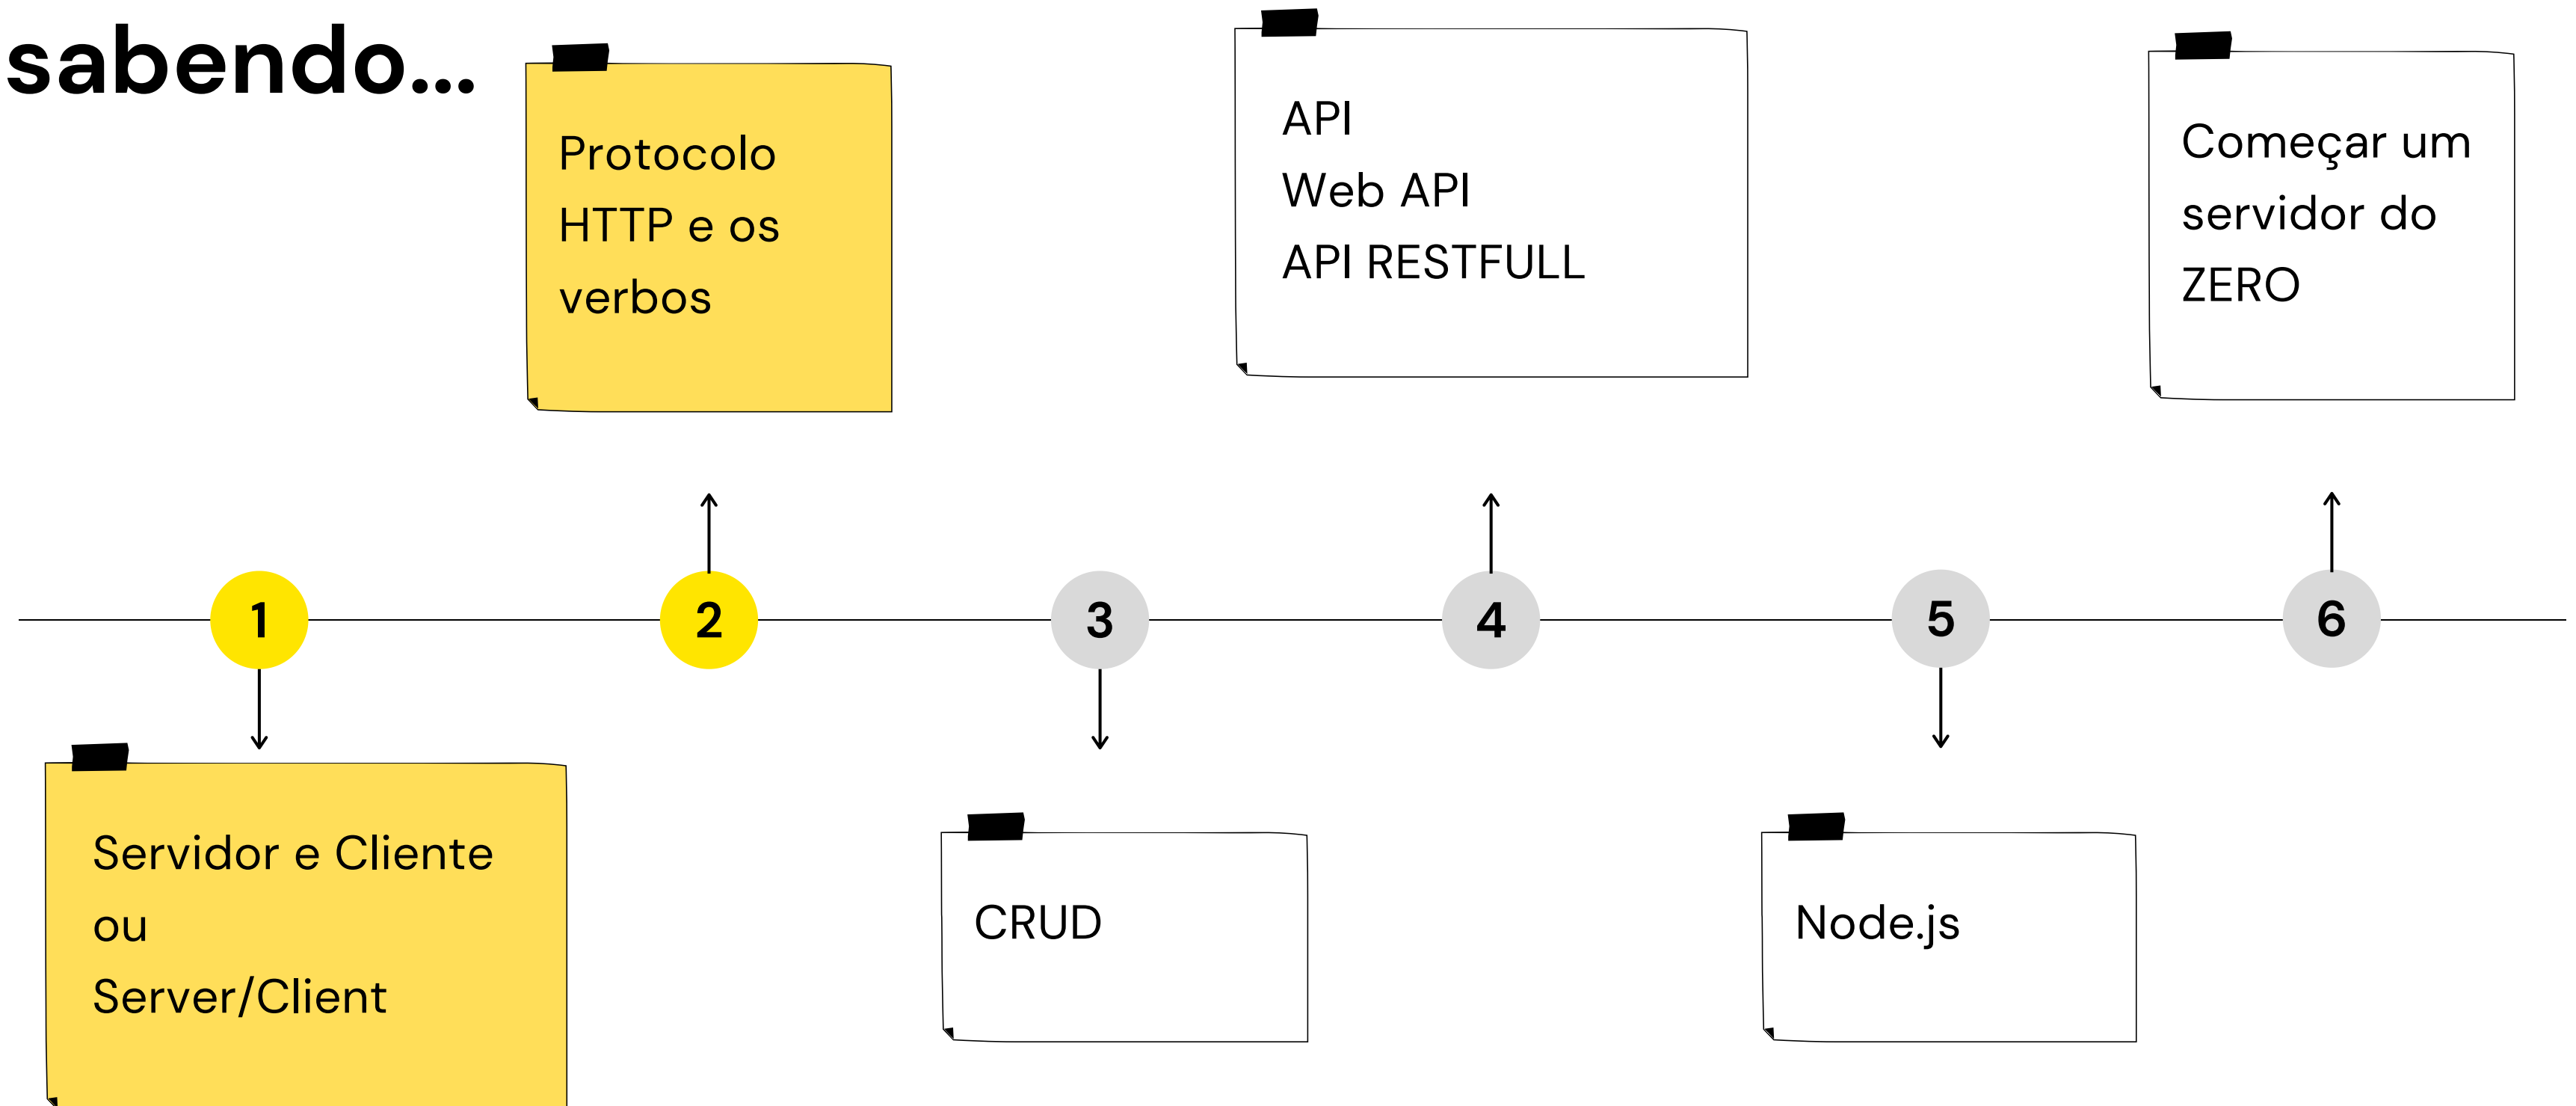 sabendo...
Protocolo
HTTP e os
verbos
API
Web API
API RESTFULL
Começar um
servidor do
ZERO
1
2
3
4
5
6
Servidor e Cliente
ou
Server/Client
CRUD
Node.js